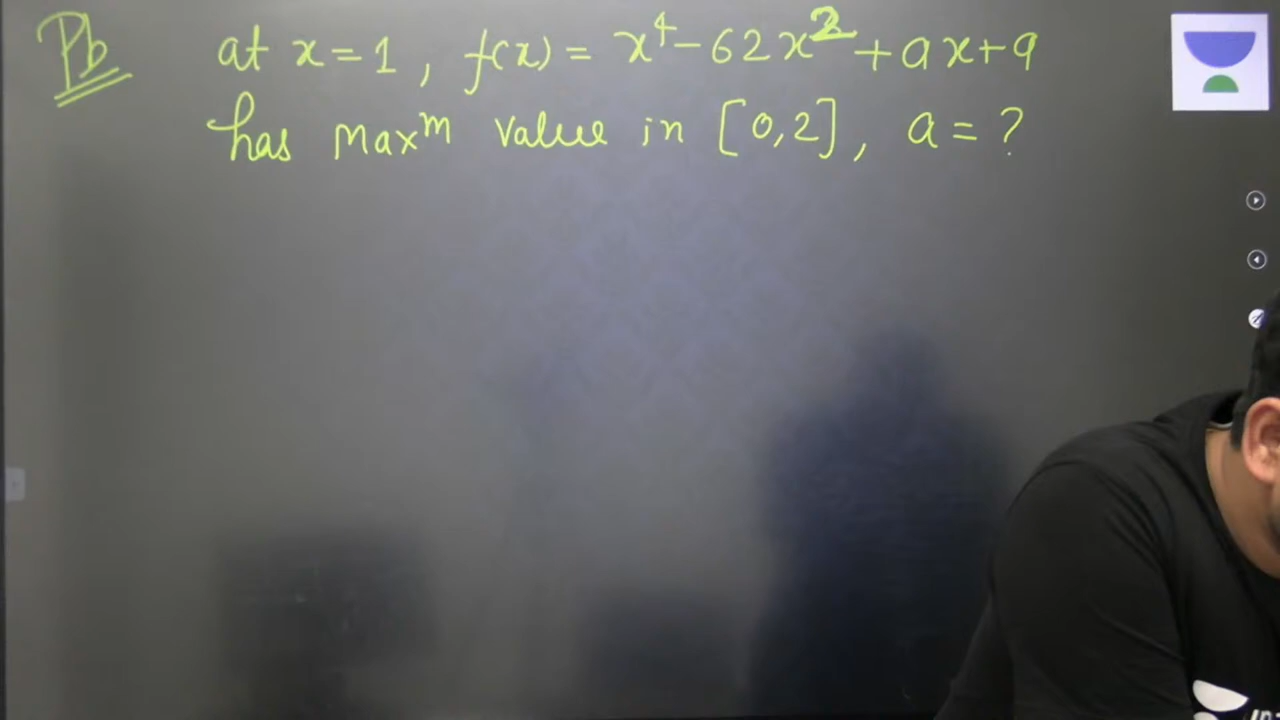 Pb at x = 1, f(x) = x⁴ - 62x² + ax + 9
has maxᵐ value in [0,2], a = ?